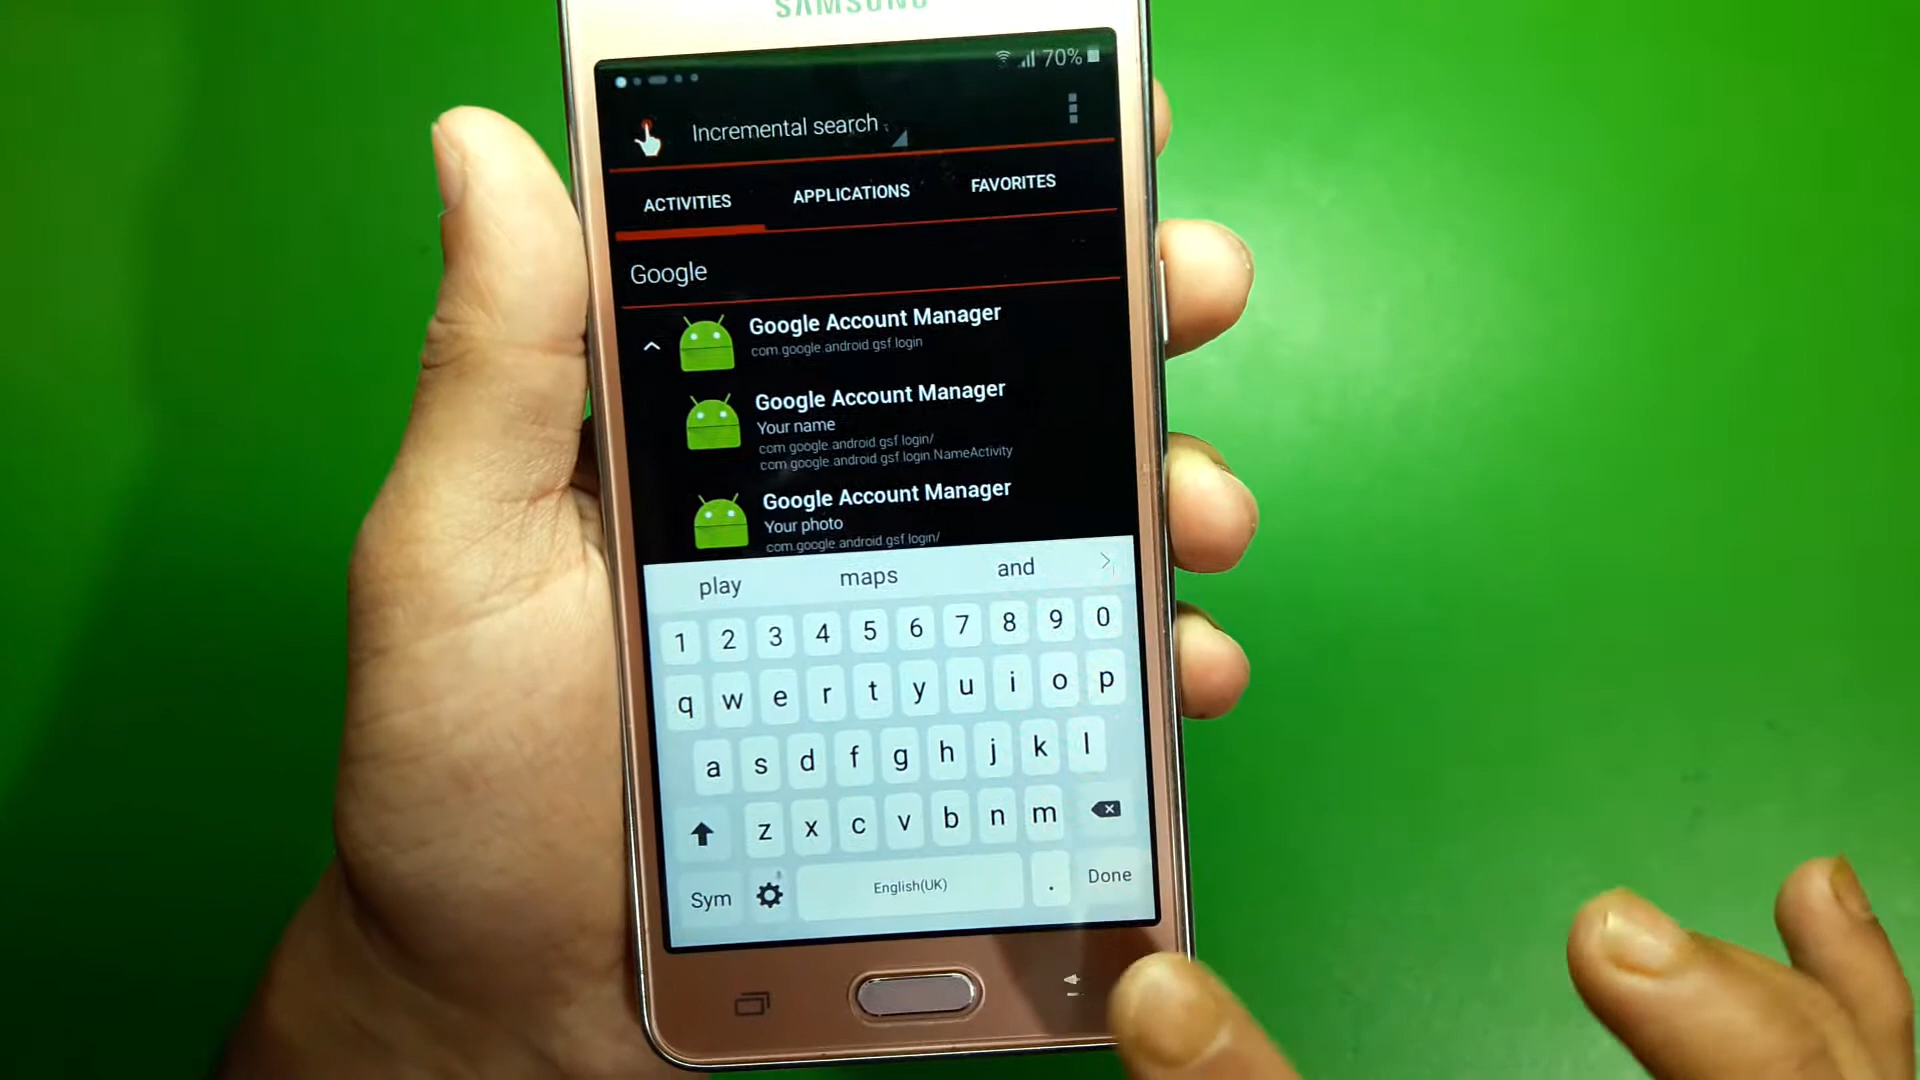 SAMSUNG
70%
Incremental search
ACTIVITIES APPLICATIONS FAVORITES
Google
Google Account Manager
com.google.android.gsf.login
Google Account Manager
Your name
com.google.android.gsf.login/
com.google.android.gsf.login.NameActivity
Google Account Manager
Your photo
com.google.android.gsf.login/
play maps and
1 2 3 4 5 6 7 8 9 0
q w e r t y u i o p
a s d f g h j k l
z x c v b n m
Sym English(UK) . Done